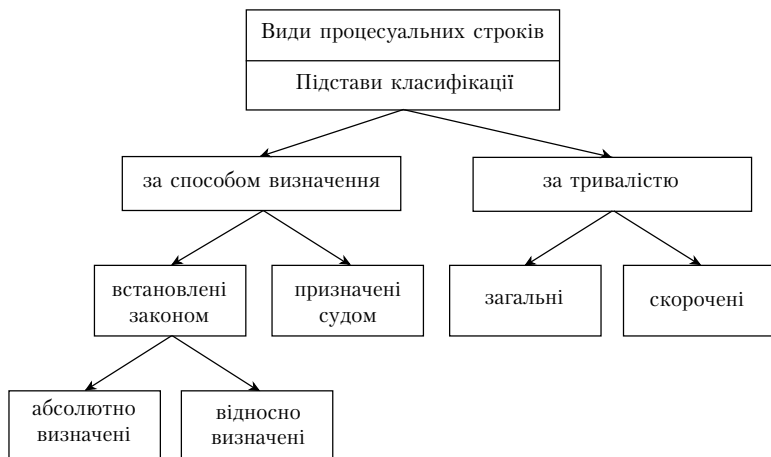 Види процесуальних строків
Підстави класифікації
за способом визначення
за тривалістю
встановлені
законом
призначені
судом
загальні
скорочені
абсолютно
визначені
відносно
визначені